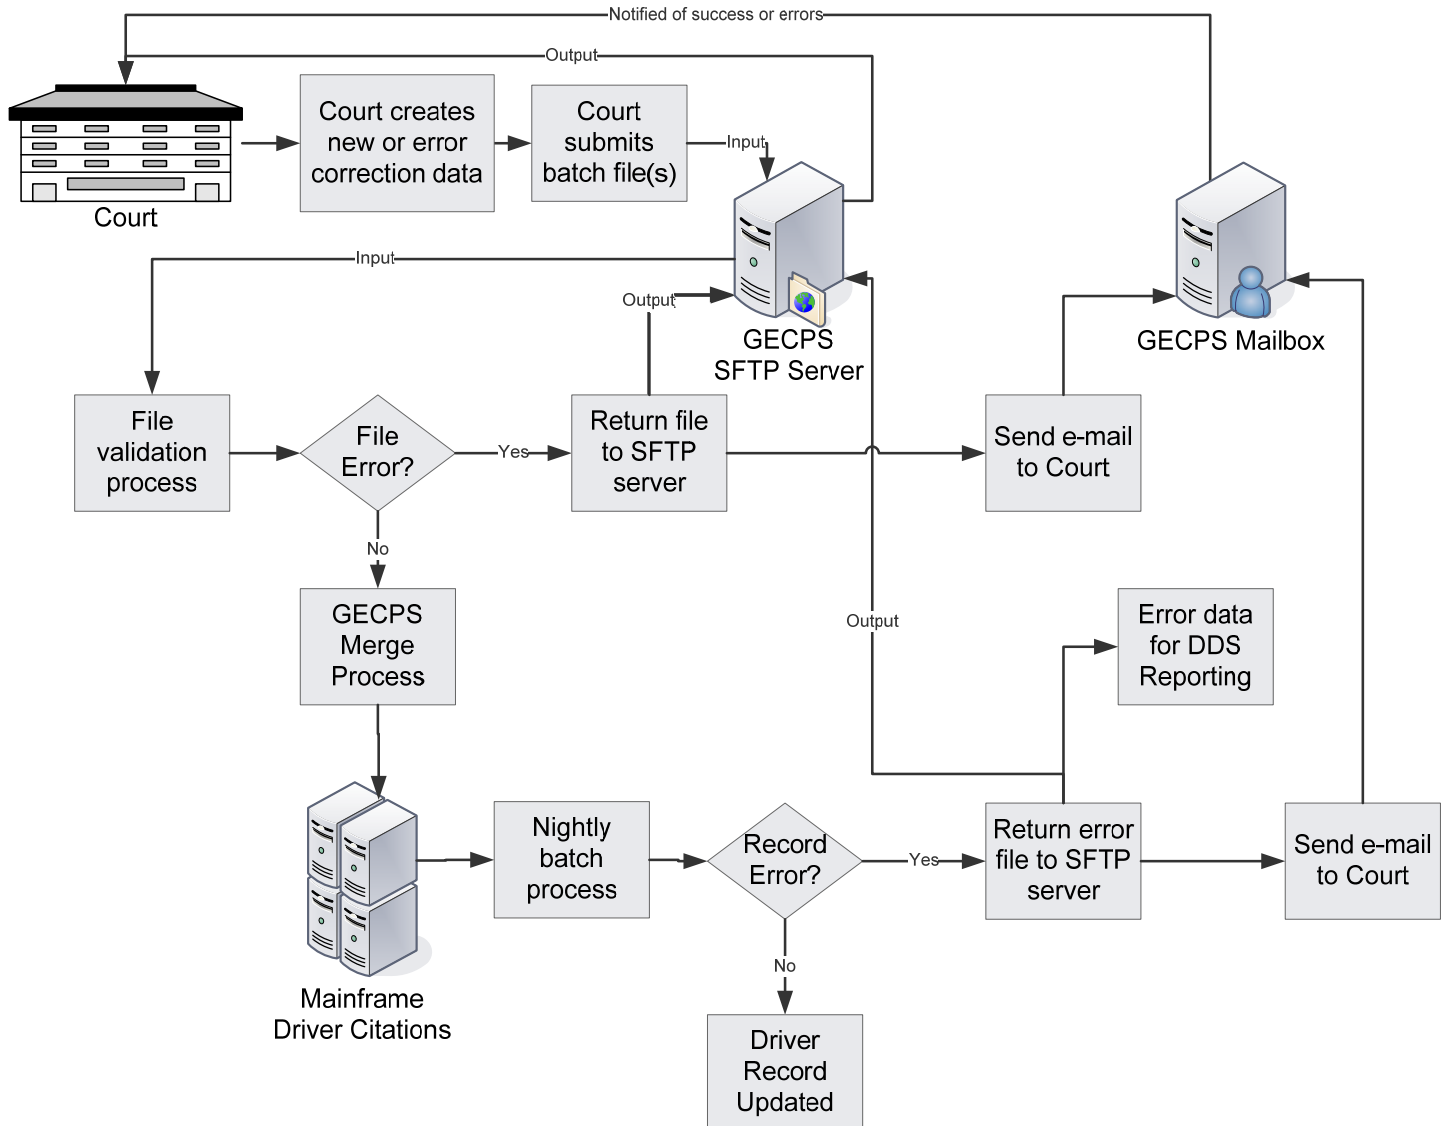 Notified of success or errors
Output
Court creates
new or error
correction data
Court
submits
batch file(s)
Input
Court
Input
Output
GECPS
SFTP Server
GECPS Mailbox
File
validation
process
File
Error?
Yes
Return file
to SFTP
server
Send e-mail
to Court
No
GECPS
Merge
Process
Output
Error data
for DDS
Reporting
Nightly
batch
process
Record
Error?
Yes
Return error
file to SFTP
server
Send e-mail
to Court
No
Mainframe
Driver Citations
Driver
Record
Updated